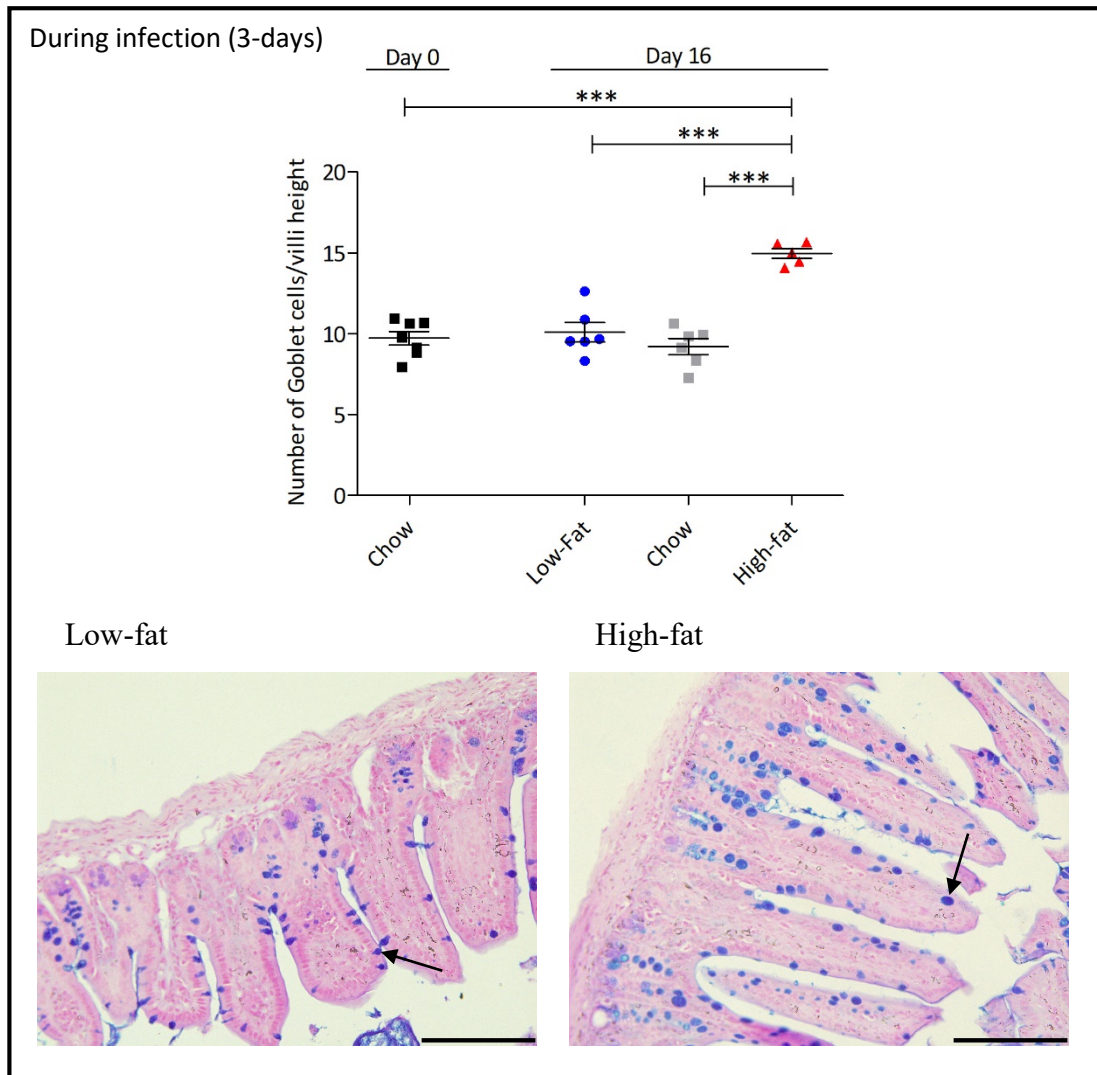 During infection (3-days)
Day 0
Day 16
***
***
***
Number of Goblet cells/villi height
20
15
10
5
0
Chow
Low-Fat
Chow
High-fat
Low-fat
High-fat